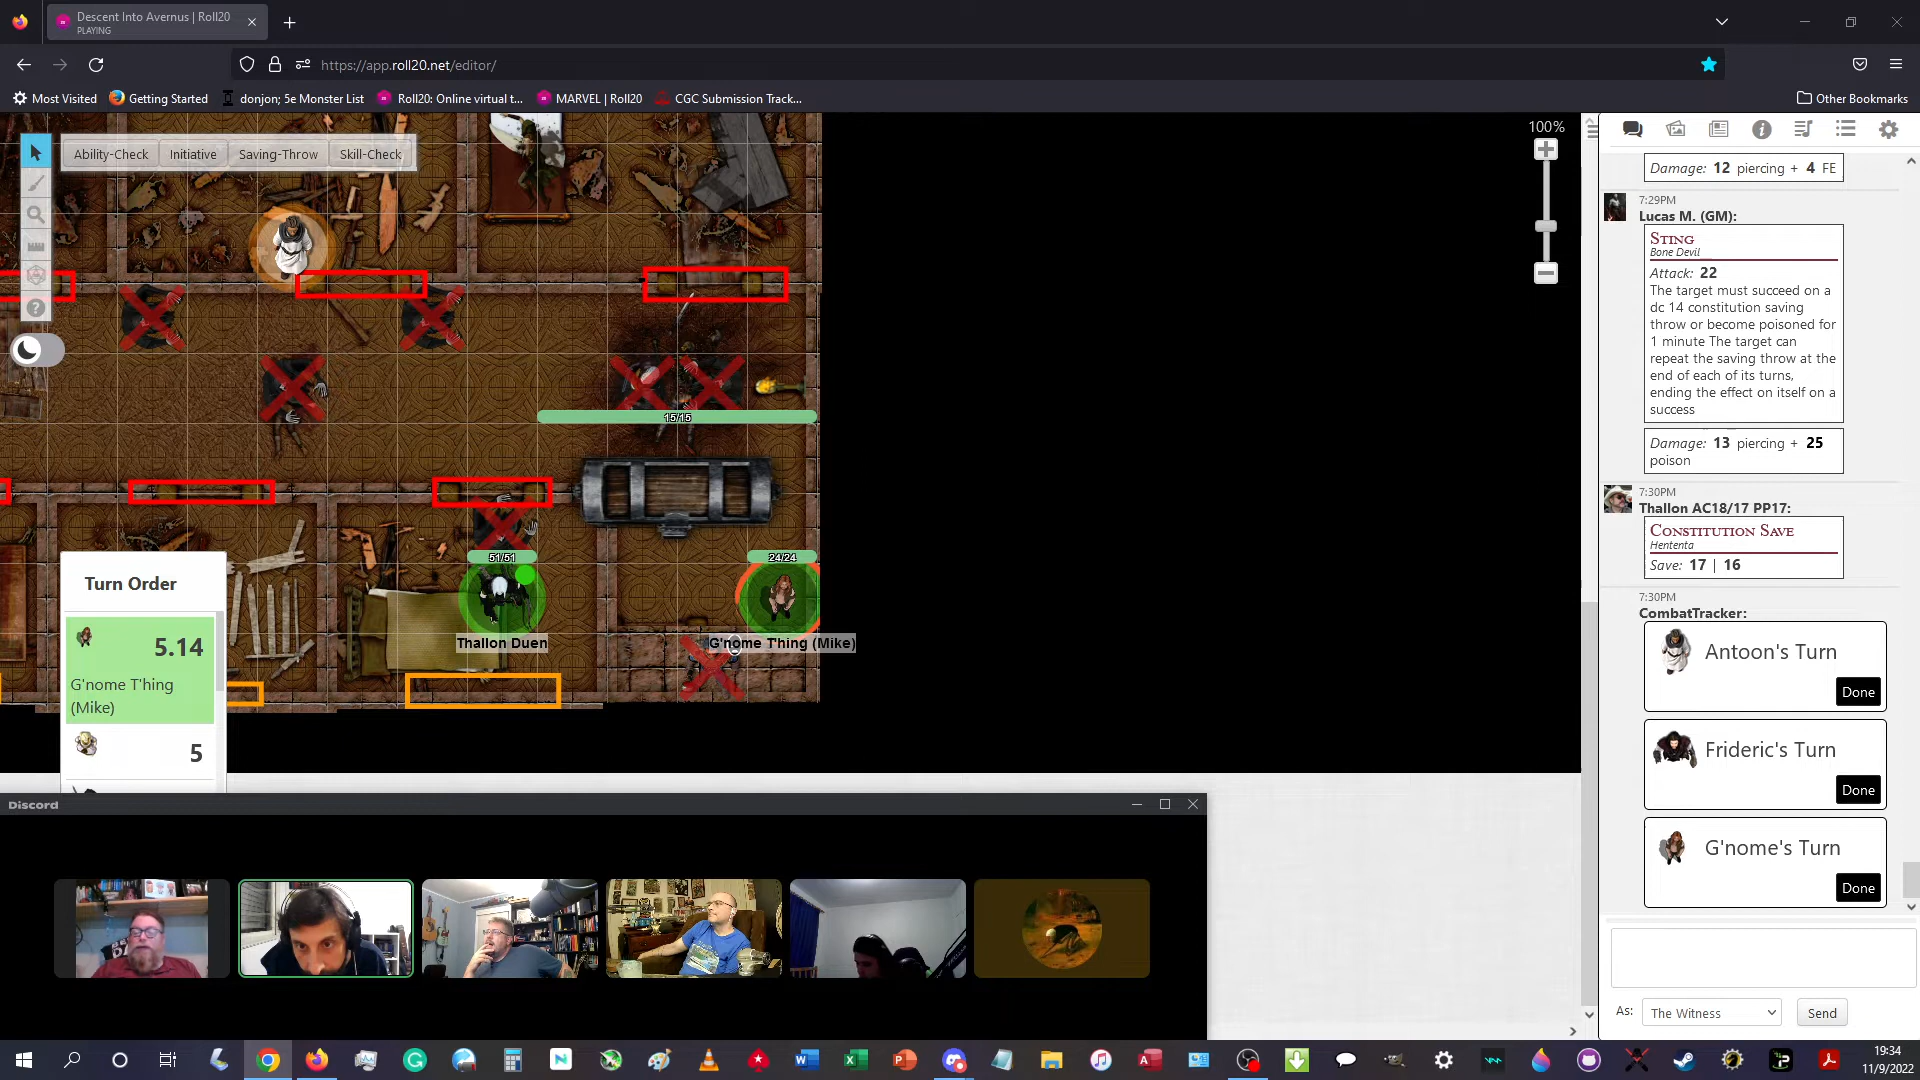 Descent Into Avernus | Roll20
PLAYING
https://app.roll20.net/editor/
Most Visited
Getting Started
donjon; 5e Monster List
Roll20: Online virtual t...
MARVEL | Roll20
CGC Submission Track...
Other Bookmarks
Ability-Check
Initiative
Saving-Throw
Skill-Check
100%
15/15
51/51
24/24
Thallon Duen
G'nome T'hing (Mike)
Turn Order
5.14
G'nome T'hing
(Mike)
5
Damage: 12 piercing + 4 FE
7:29PM
Lucas M. (GM):
Sting
Bone Devil
Attack: 22
The target must succeed on a
dc 14 constitution saving
throw or become poisoned for
1 minute The target can
repeat the saving throw at the
end of each of its turns,
ending the effect on itself on a
success
Damage: 13 piercing + 25
poison
7:30PM
Thallon AC18/17 PP17:
Constitution Save
Hententa
Save: 17 | 16
7:30PM
CombatTracker:
Antoon's Turn
Done
Frideric's Turn
Done
G'nome's Turn
Done
As:
The Witness
Send
Discord
19:34
11/9/2022